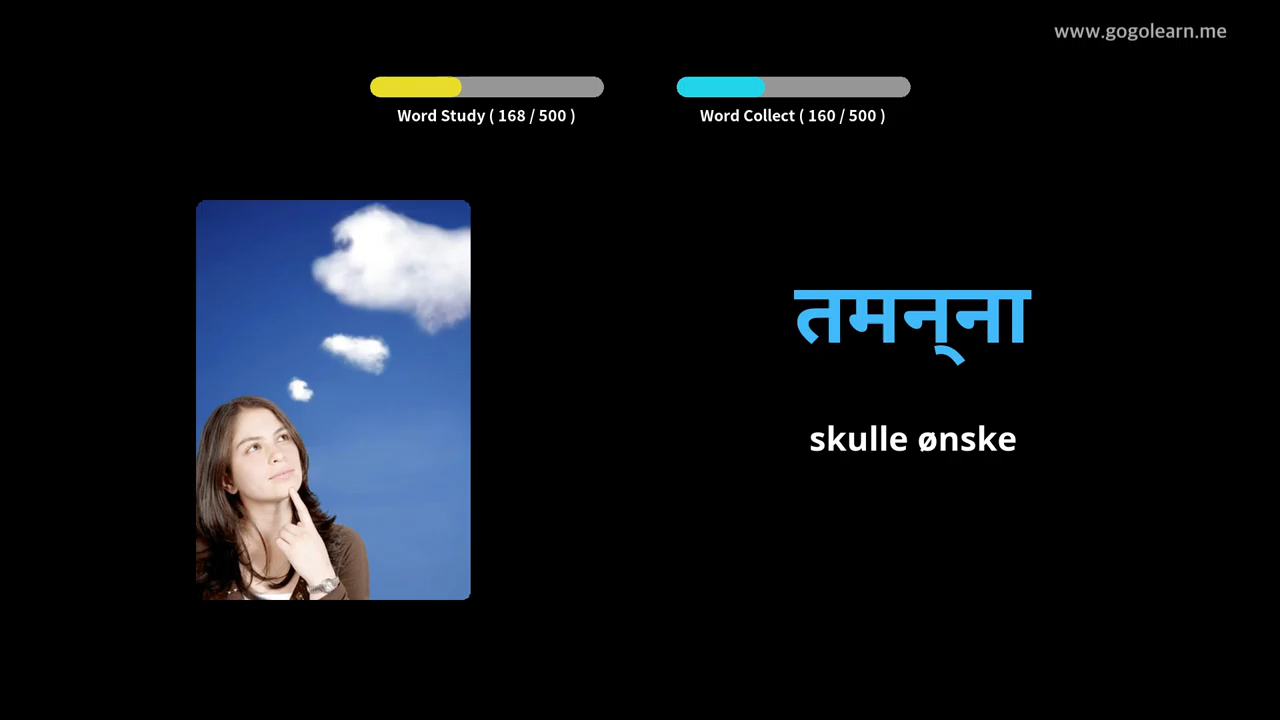 www.gogolearn.me
Word Study ( 168 / 500 )
Word Collect ( 160 / 500 )
तमन्‌ना
skulle ønske